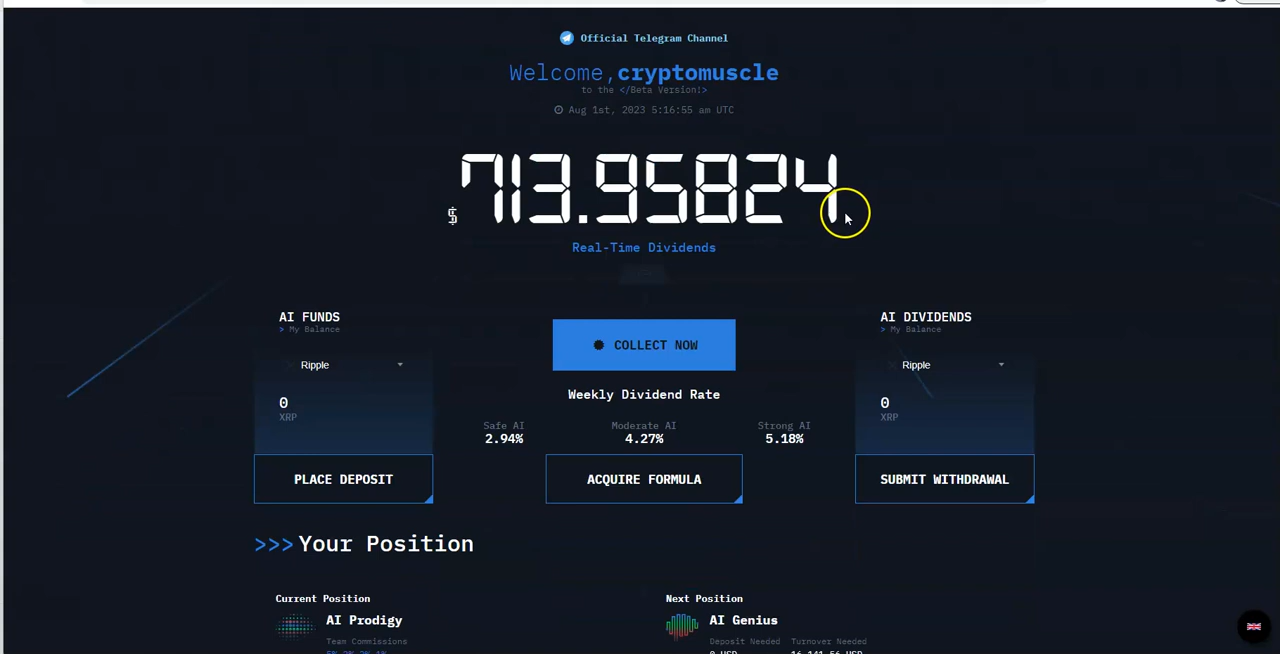 Official Telegram Channel
Welcome,cryptomuscle
to the </Beta Version!>
Aug 1st, 2023 5:16:55 am UTC
$ 713.95824
Real-Time Dividends
AI FUNDS
> My Balance
Ripple
0
XRP
PLACE DEPOSIT
COLLECT NOW
Weekly Dividend Rate
Safe AI Moderate AI Strong AI
2.94% 4.27% 5.18%
ACQUIRE FORMULA
AI DIVIDENDS
> My Balance
Ripple
0
XRP
SUBMIT WITHDRAWAL
>>> Your Position
Current Position
AI Prodigy
Team Commissions
Next Position
AI Genius
Deposit Needed Turnover Needed
0 USD 16,141.56 USD